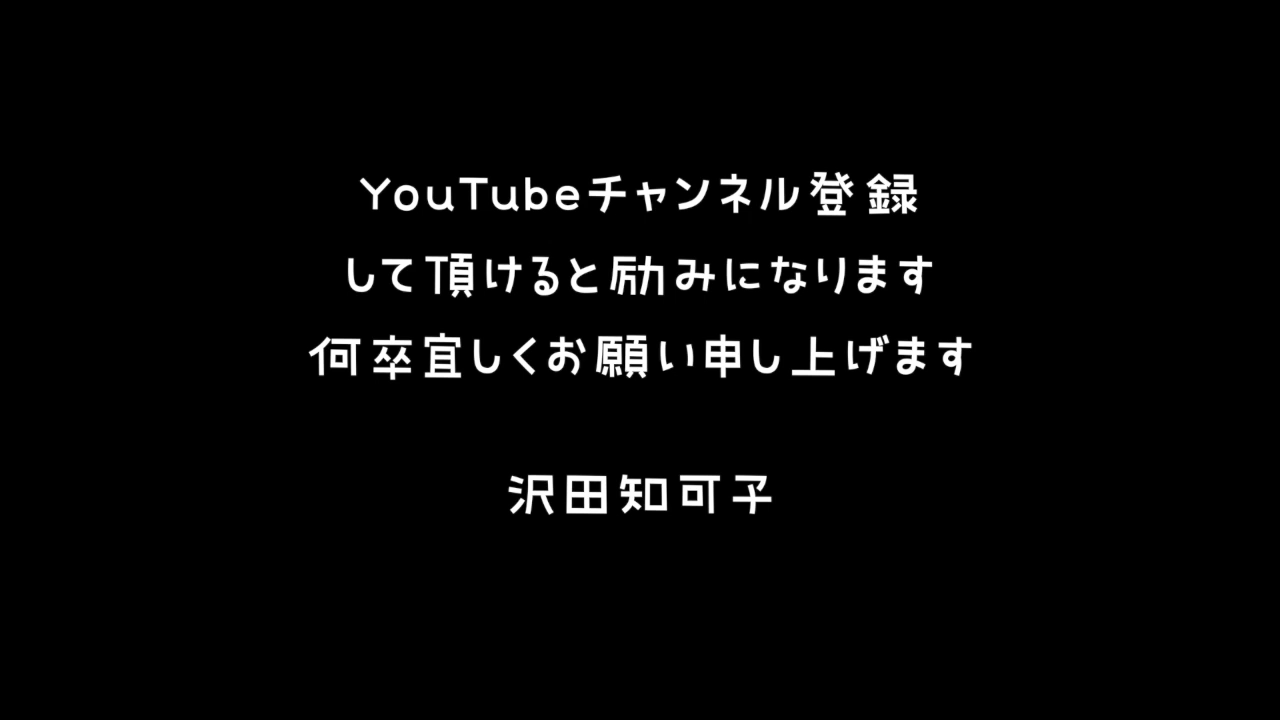 YouTubeチャンネル登録
して頂けると励みになります
何卒宜しくお願い申し上げます
沢田知可子